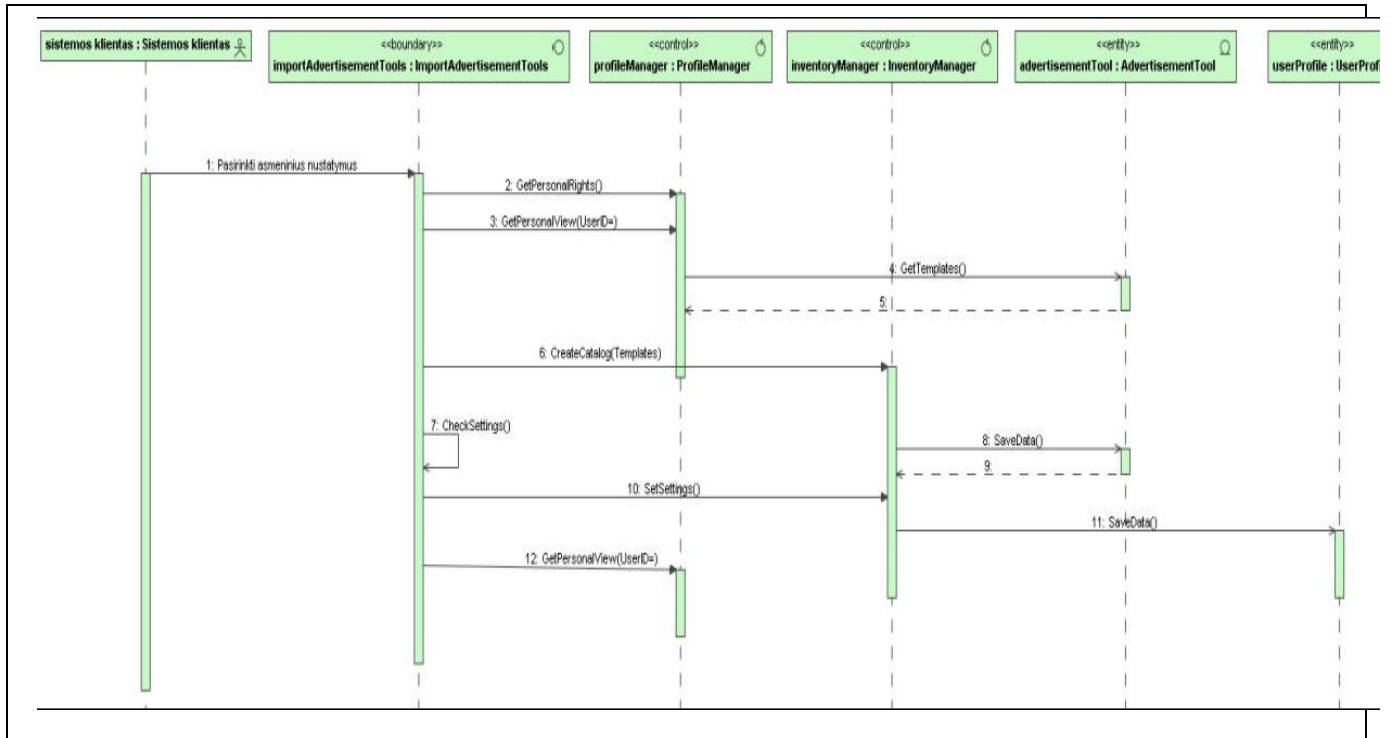 sistemos klientas : Sistemos klientas
<<boundary>>
importAdvertisementTools : ImportAdvertisementTools
<<control>>
profileManager : ProfileManager
<<control>>
inventoryManager : InventoryManager
<<entity>>
advertisementTool : AdvertisementTool
<<entity>>
userProfile : UserProfi
1: Pasirinkti asmeninius nustatymus
2: GetPersonalRights()
3: GetPersonalView(UserID=)
4: GetTemplates()
5:
6: CreateCatalog(Templates)
7: CheckSettings()
8: SaveData()
9:
10: SetSettings()
11: SaveData()
12: GetPersonalView(UserID=)